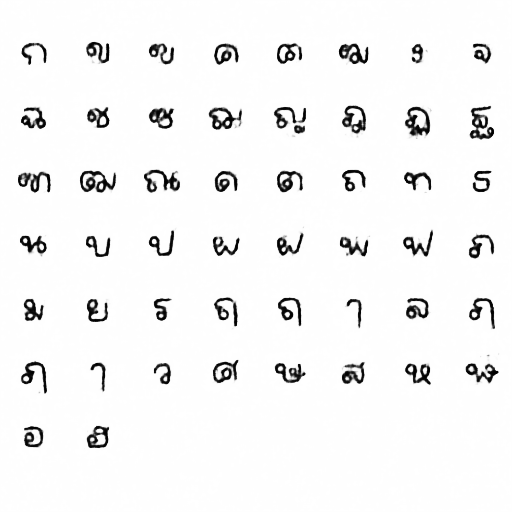 ก ข ฃ ค ฅ ฆ ง จ
ฉ ช ซ ฌ ญ ฎ ฏ ฐ
ฑ ฒ ณ ด ต ถ ท ธ
น บ ป ผ ฝ พ ฟ ภ
ม ย ร ฤ ฤ ๅ ล ฦ
ฦ ๅ ว ศ ษ ส ห ฬ
อ ฮ